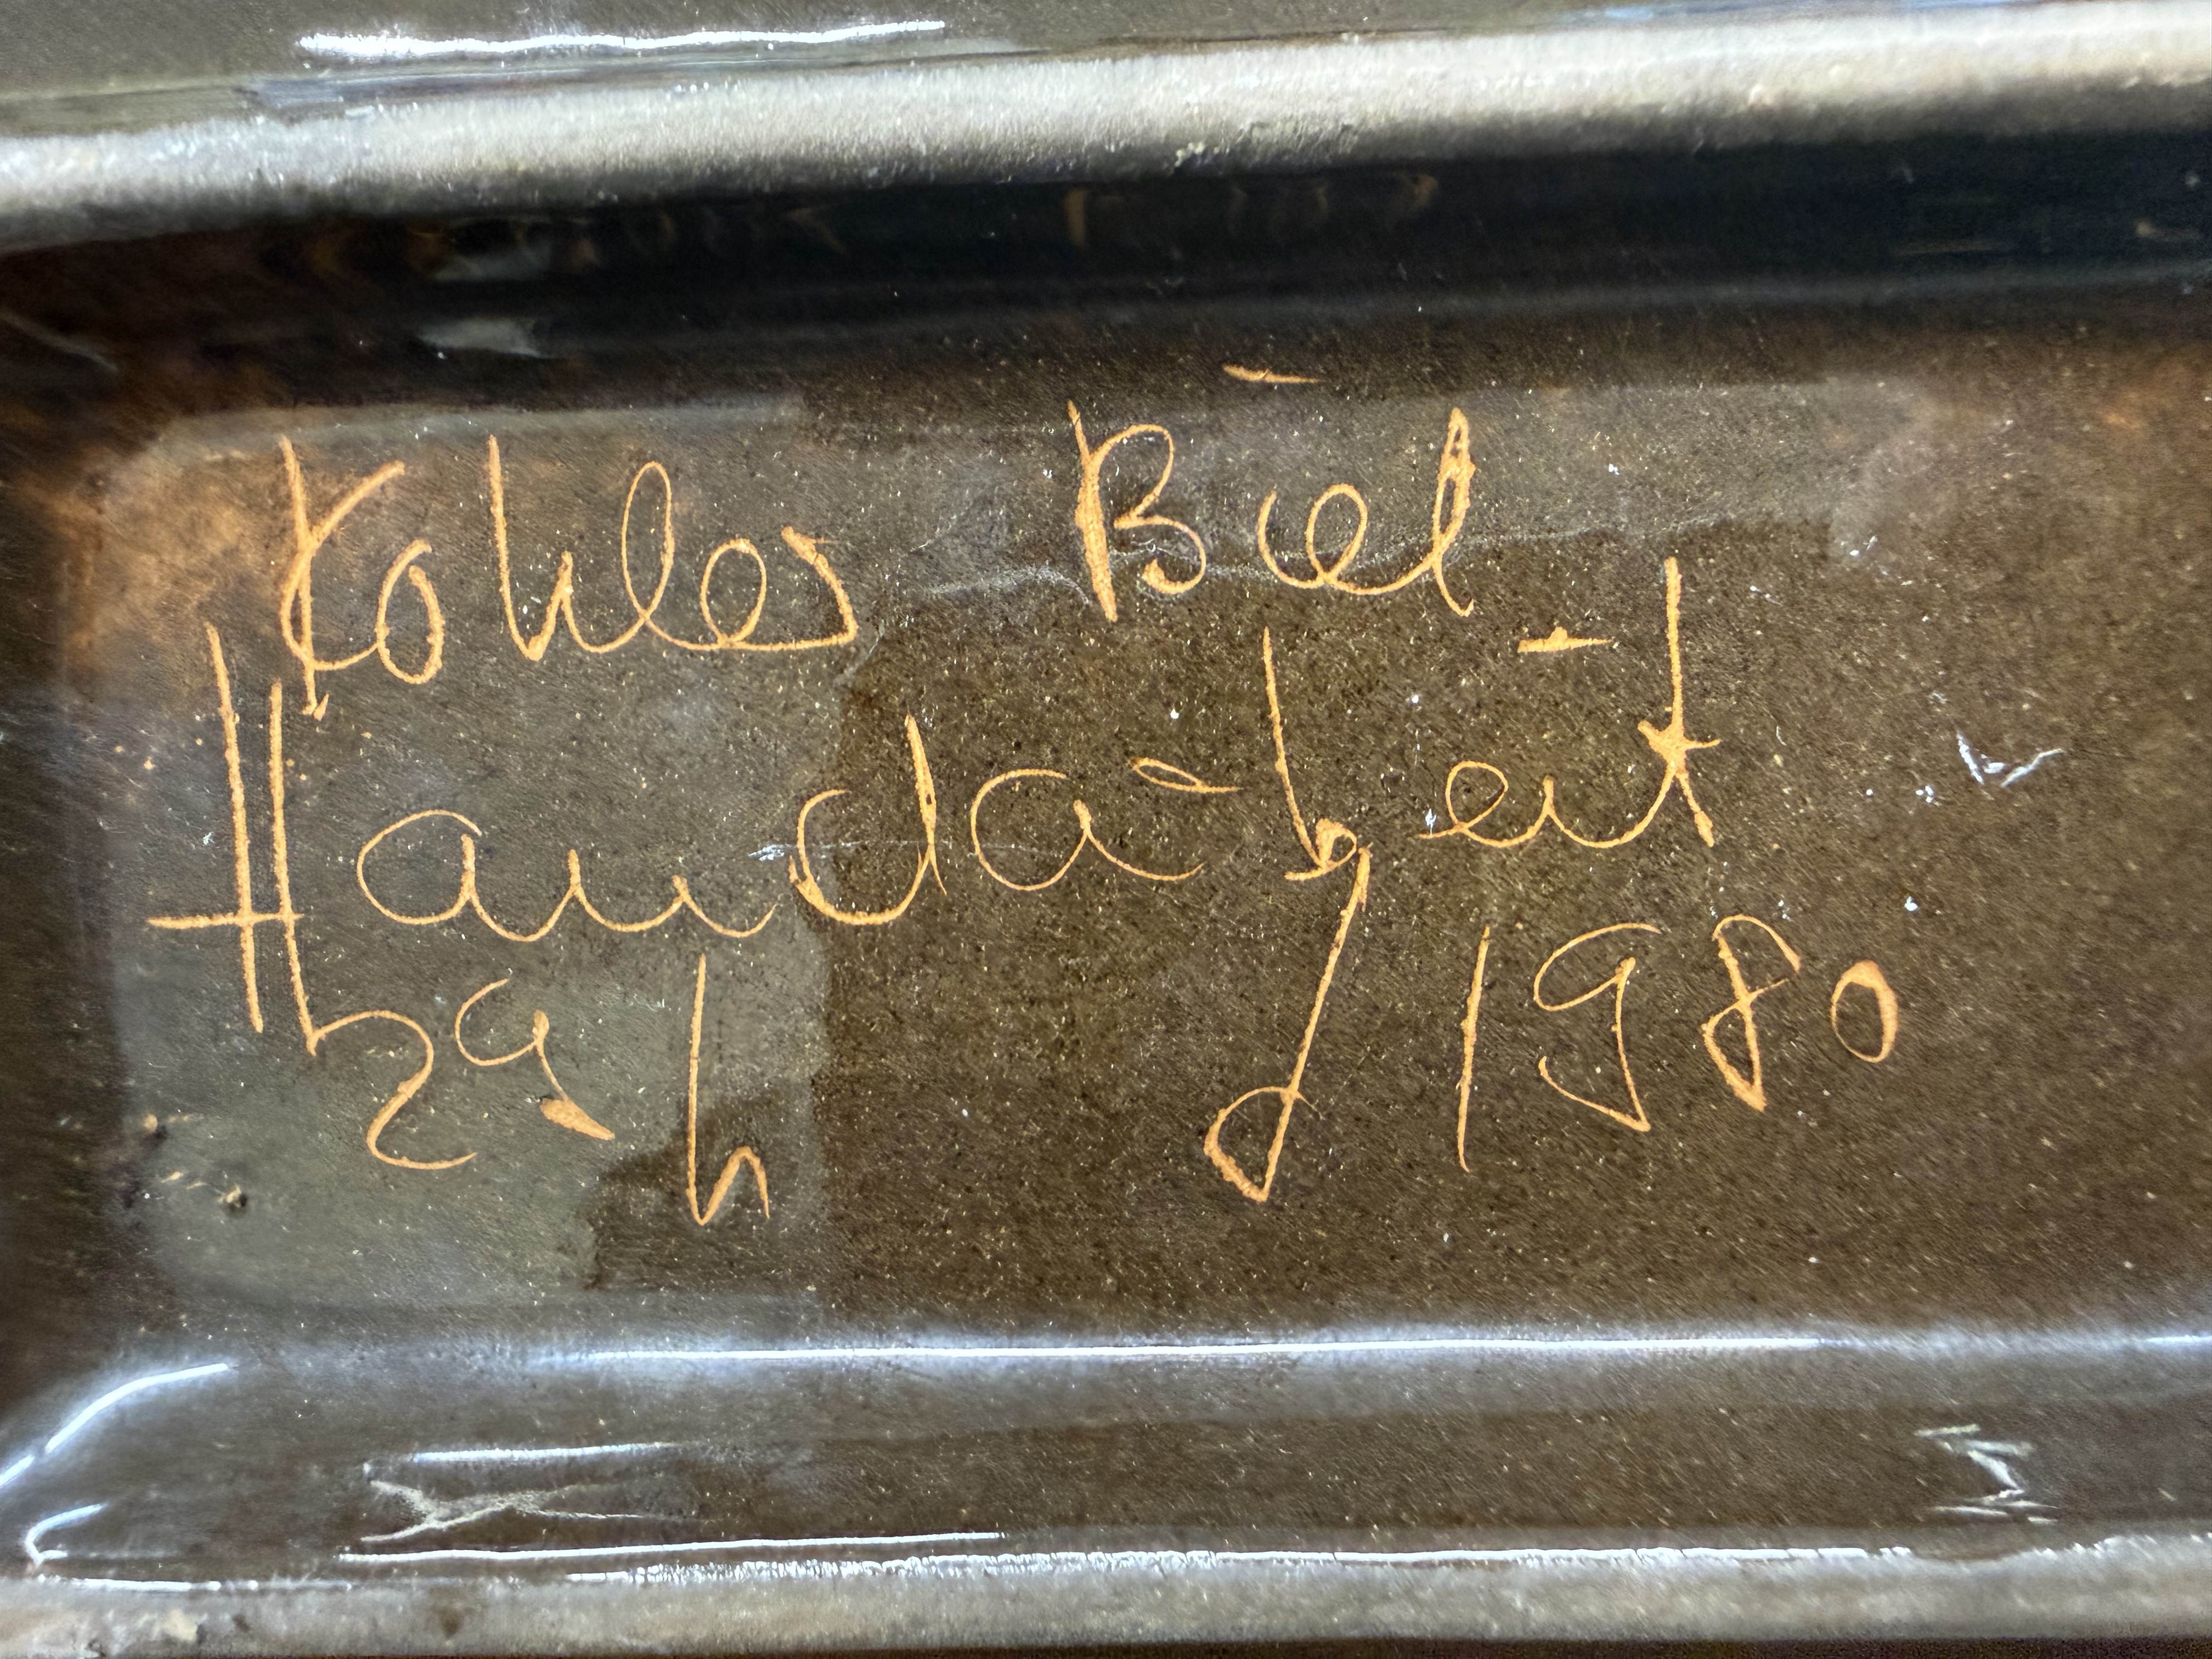 Kohler Biel
Handarbeit
29. h J 1980